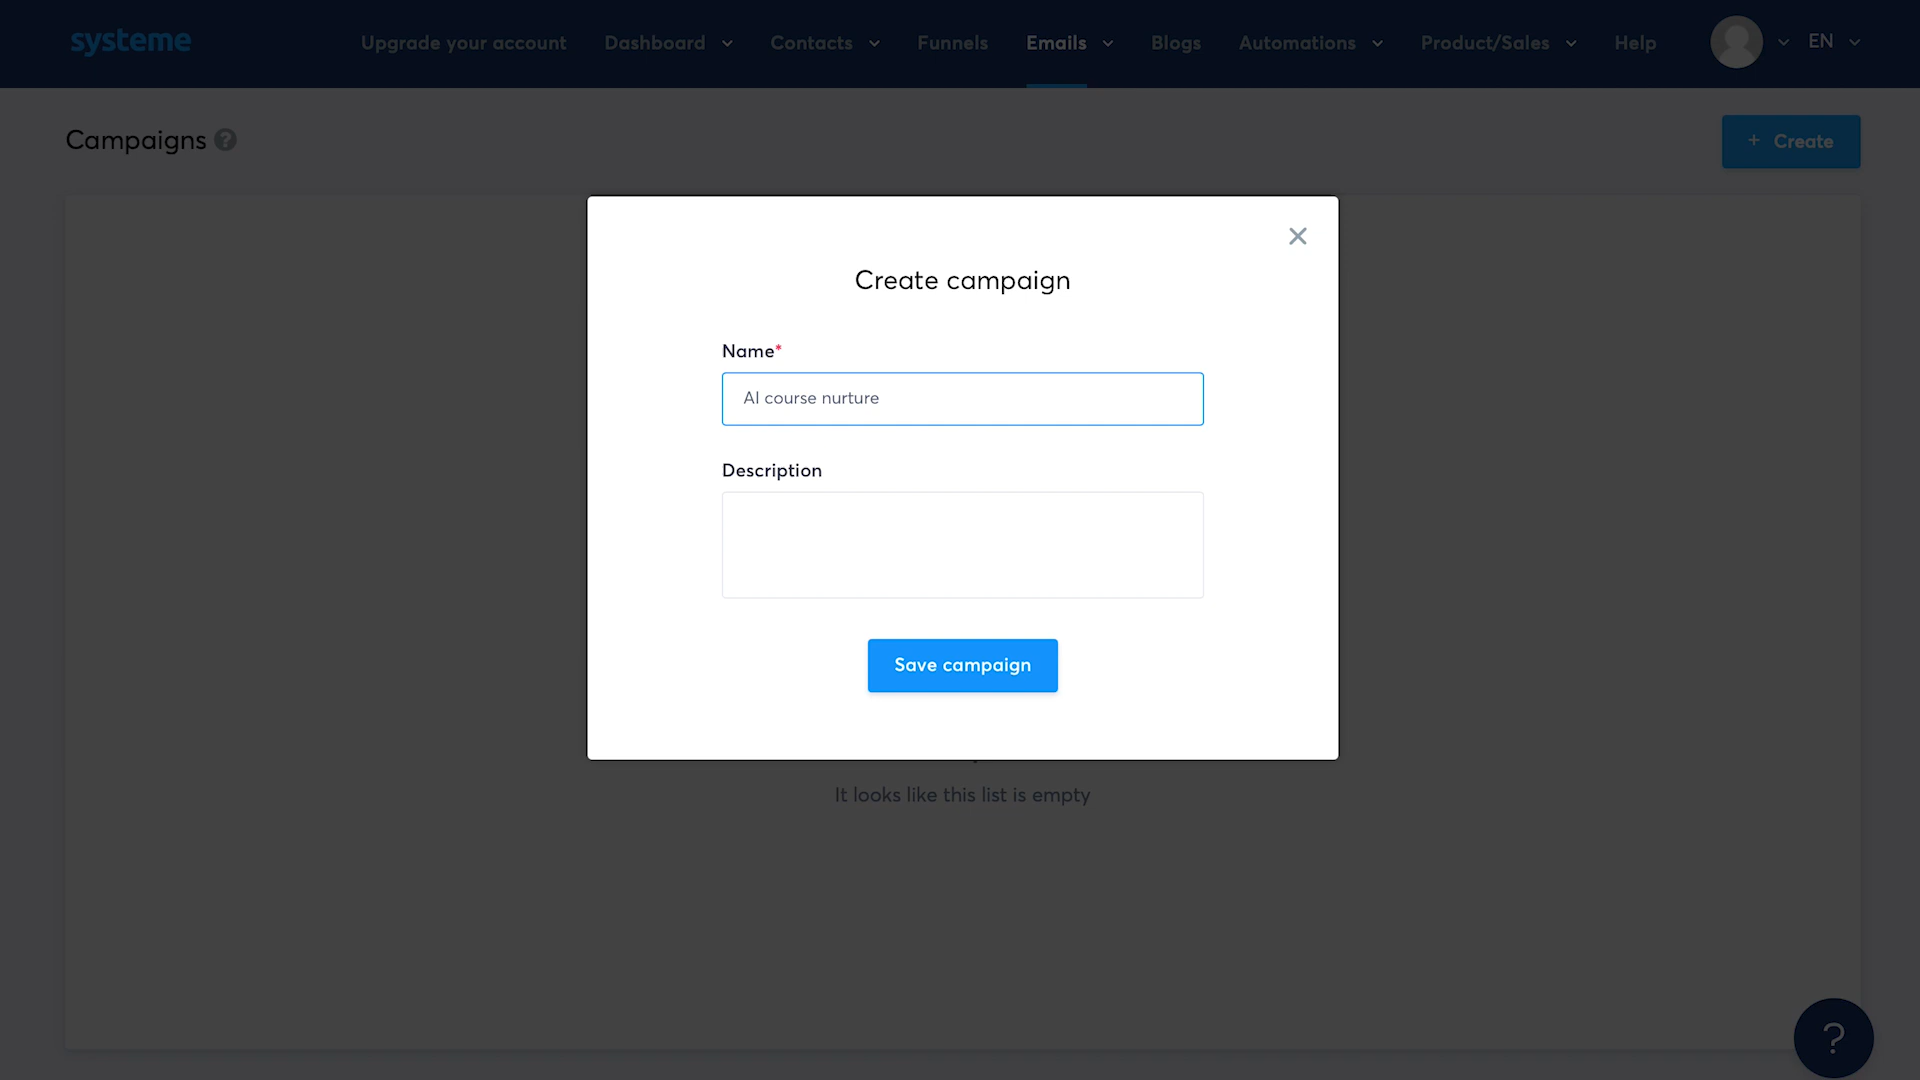 systeme
Upgrade your account
Dashboard
Contacts
Funnels
Emails
Blogs
Automations
Product/Sales
Help
EN
Campaigns ?
+ Create
Create campaign
Name*
AI course nurture
Description
Save campaign
It looks like this list is empty
?